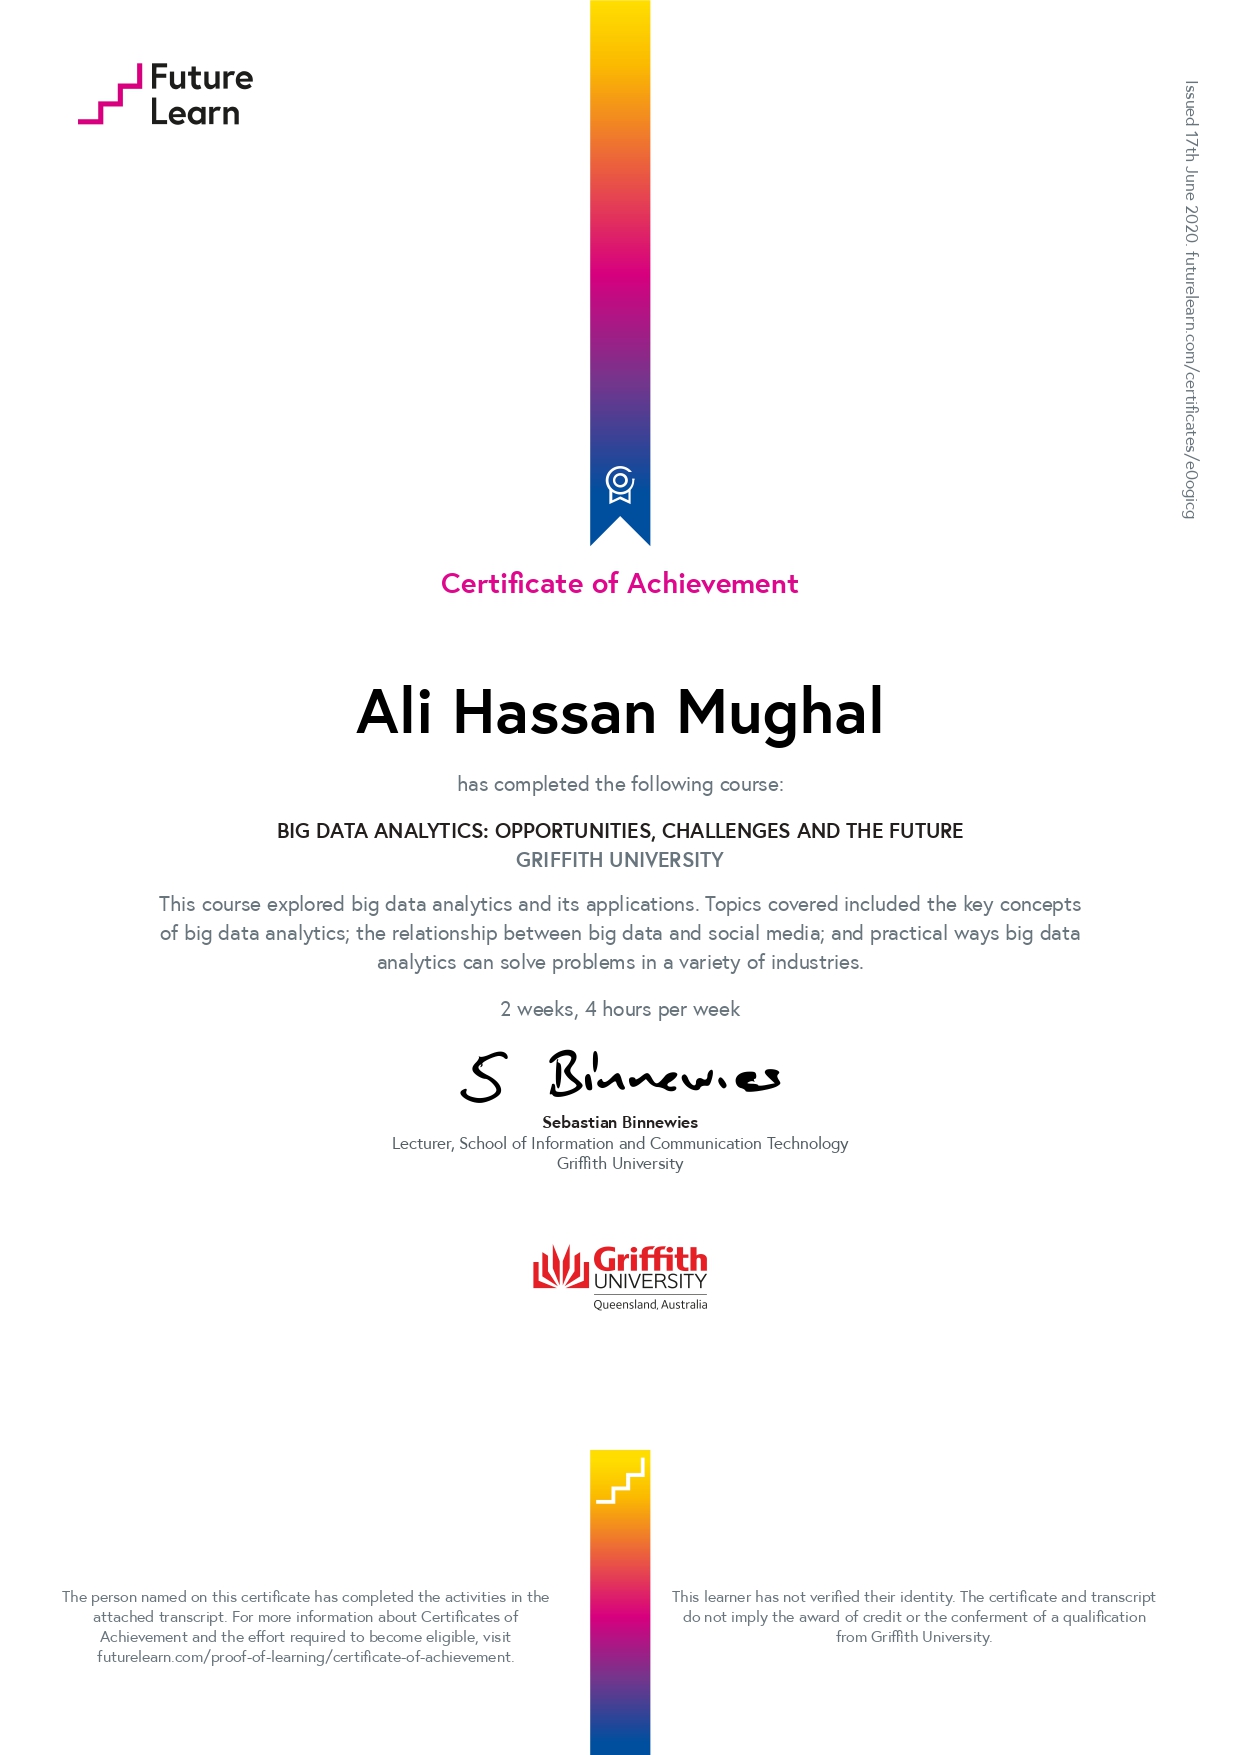 Future
Learn
Issued 17th June 2020. futurelearn.com/certificates/e0ogicg
Certificate of Achievement
Ali Hassan Mughal
has completed the following course:
BIG DATA ANALYTICS: OPPORTUNITIES, CHALLENGES AND THE FUTURE
GRIFFITH UNIVERSITY
This course explored big data analytics and its applications. Topics covered included the key concepts
of big data analytics; the relationship between big data and social media; and practical ways big data
analytics can solve problems in a variety of industries.
2 weeks, 4 hours per week
S Binnewies
Sebastian Binnewies
Lecturer, School of Information and Communication Technology
Griffith University
Griffith
UNIVERSITY
Queensland, Australia
The person named on this certificate has completed the activities in the
attached transcript. For more information about Certificates of
Achievement and the effort required to become eligible, visit
futurelearn.com/proof-of-learning/certificate-of-achievement.
This learner has not verified their identity. The certificate and transcript
do not imply the award of credit or the conferment of a qualification
from Griffith University.